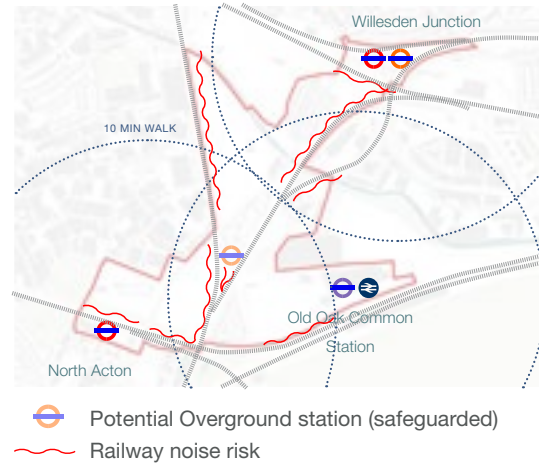 Willesden Junction
10 MIN WALK
Old Oak Common
Station
North Acton
Potential Overground station (safeguarded)
Railway noise risk